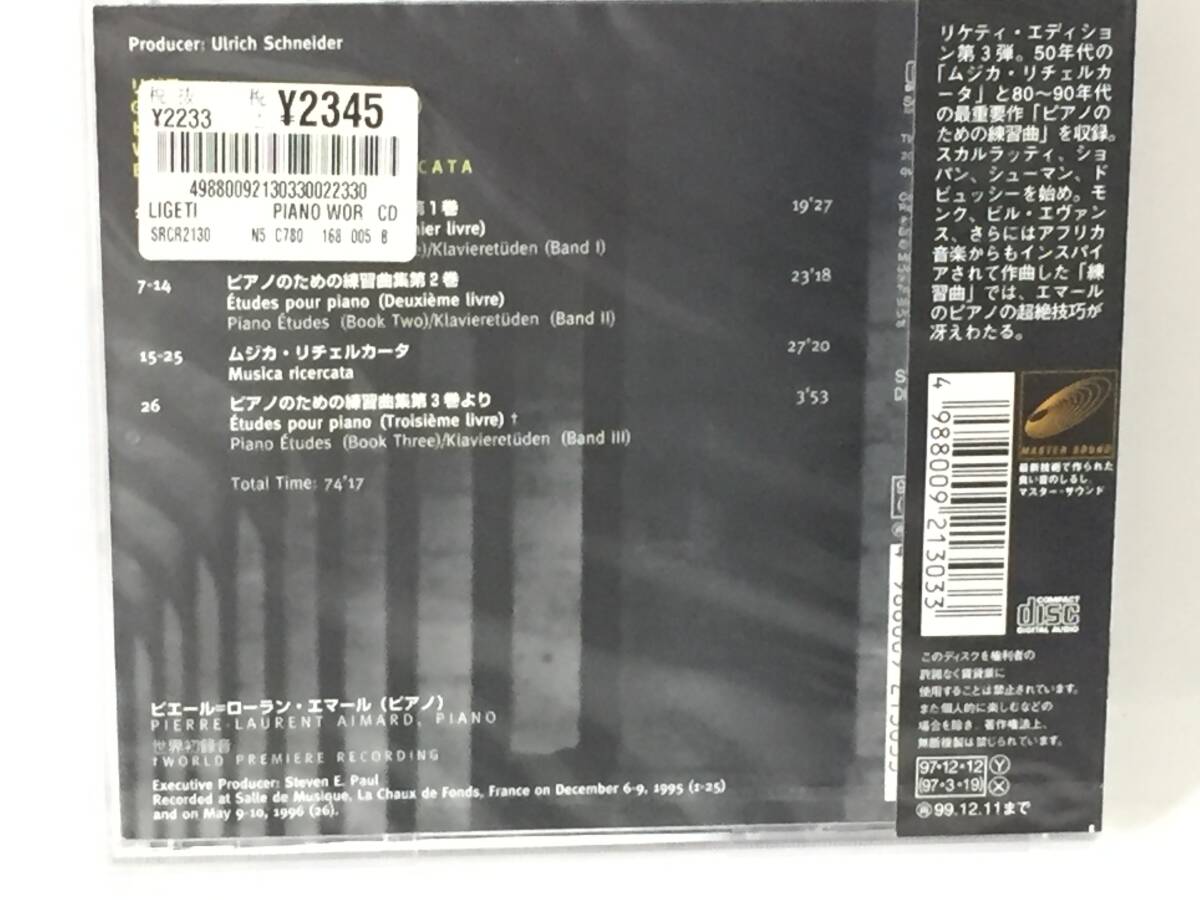 Producer: Ulrich Schneider
税抜
¥2233
税
¥2345
49880092130330022330
LIGETI PIANO WOR CD
SRCR2130 N5 C780 168 005 8
CATA
第1巻 19'27
ier livre)
)/Klavieretüden (Band I)
7-14 ピアノのための練習曲集第2巻 23'18
Études pour piano (Deuxième livre)
Piano Études (Book Two)/Klavieretüden (Band II)
15-25 ムジカ・リチェルカータ 27'20
Musica ricercata
26 ピアノのための練習曲集第3巻より 3'53
Études pour piano (Troisième livre) †
Piano Études (Book Three)/Klavieretüden (Band III)
Total Time: 74'17
ピエール=ローラン・エマール (ピアノ)
PIERRE-LAURENT AIMARD, PIANO
世界初録音
†WORLD PREMIERE RECORDING
Executive Producer: Steven E. Paul
Recorded at Salle de Musique, La Chaux de Fonds, France on December 6-9, 1995 (1-25)
and on May 9-10, 1996 (26).
リゲティ・エディショ
ン第3弾。50年代の
「ムジカ・リチェルカ
ータ」と80〜90年代
の最重要作「ピアノの
ための練習曲」を収録。
スカルラッティ、ショ
パン、シューマン、ド
ビュッシーを始め。モ
ンク、ビル・エヴァン
ス、さらにはアフリカ
音楽からもインスパイ
アされて作曲した「練
習曲」では、エマール
のピアノの超絶技巧が
冴えわたる。
4 988009 213033
MASTER SOUND
最新技術で作られた
良い音のしるし。
マスター・サウンド
COMPACT
disc
DIGITAL AUDIO
このディスクを権利者の
許諾なく賃貸業に
使用することは禁止されています。
また個人的に楽しむなどの
場合を除き、著作権法上、
無断複製は禁じられています。
97・12・12 Ⓨ
(97・3・19) Ⓧ
㊢99.12.11まで